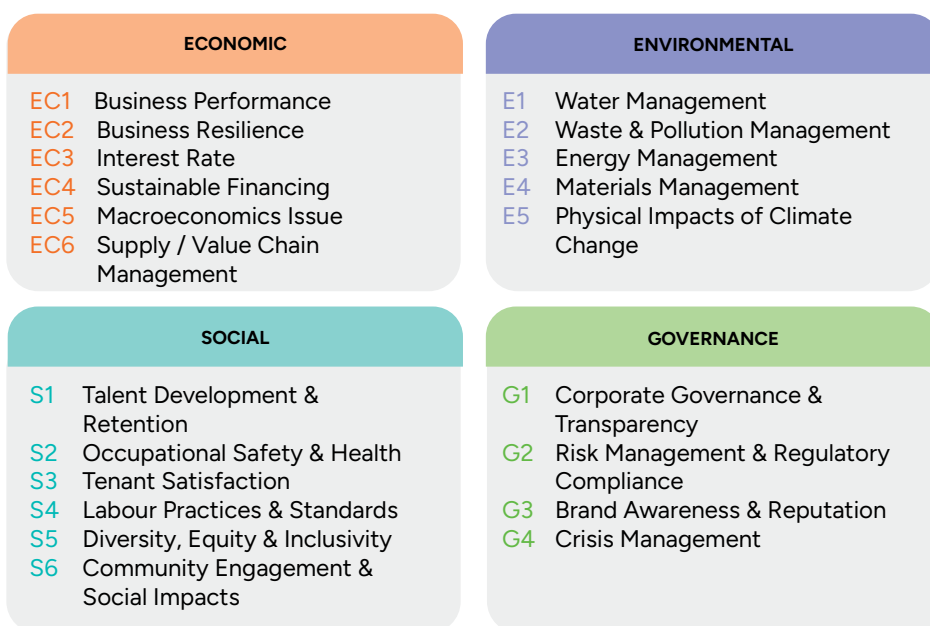 ECONOMIC
EC1 Business Performance
EC2 Business Resilience
EC3 Interest Rate
EC4 Sustainable Financing
EC5 Macroeconomics Issue
EC6 Supply / Value Chain
Management
ENVIRONMENTAL
E1 Water Management
E2 Waste & Pollution Management
E3 Energy Management
E4 Materials Management
E5 Physical Impacts of Climate
Change
SOCIAL
S1 Talent Development &
Retention
S2 Occupational Safety & Health
S3 Tenant Satisfaction
S4 Labour Practices & Standards
S5 Diversity, Equity & Inclusivity
S6 Community Engagement &
Social Impacts
GOVERNANCE
G1 Corporate Governance &
Transparency
G2 Risk Management & Regulatory
Compliance
G3 Brand Awareness & Reputation
G4 Crisis Management